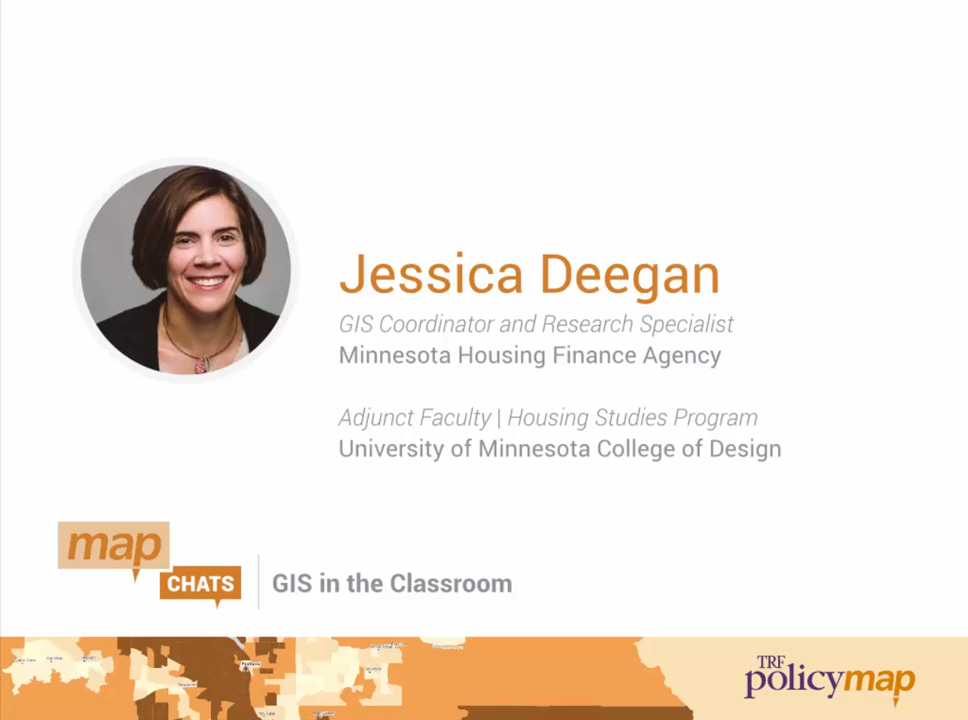 Jessica Deegan
GIS Coordinator and Research Specialist
Minnesota Housing Finance Agency
Adjunct Faculty | Housing Studies Program
University of Minnesota College of Design
map
CHATS
GIS in the Classroom
TRF
policymap